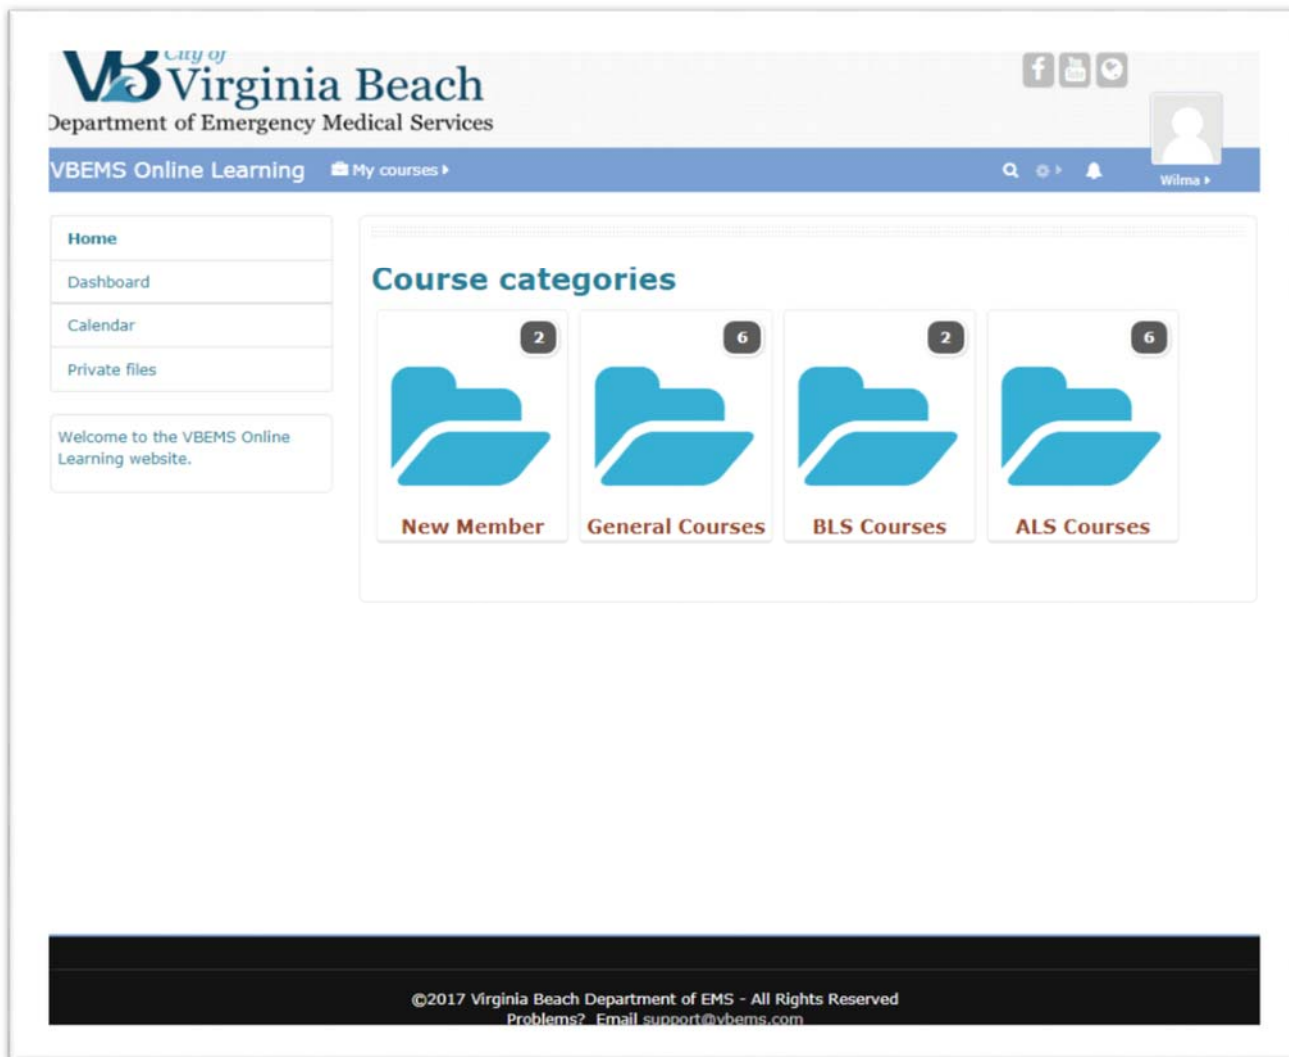 City of
VB Virginia Beach
Department of Emergency Medical Services
VBEMS Online Learning My courses
Wilma
Home
Dashboard
Calendar
Private files
Welcome to the VBEMS Online
Learning website.
Course categories
2
6
2
6
New Member
General Courses
BLS Courses
ALS Courses
©2017 Virginia Beach Department of EMS - All Rights Reserved
Problems? Email support@vbems.com